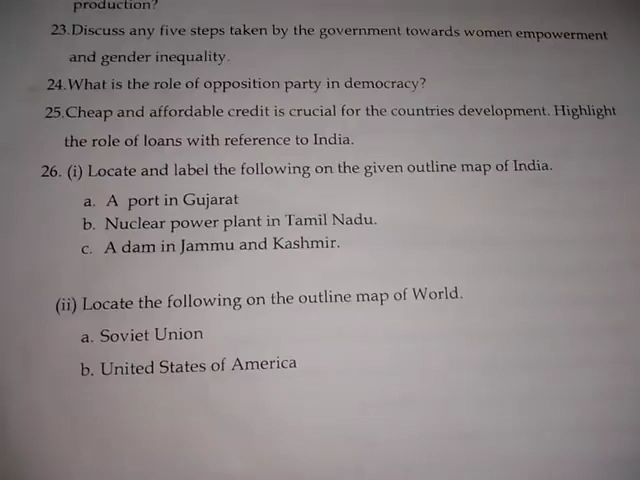 production?
23.Discuss any five steps taken by the government towards women empowerment
and gender inequality.
24.What is the role of opposition party in democracy?
25.Cheap and affordable credit is crucial for the countries development. Highlight
the role of loans with reference to India.
26. (i) Locate and label the following on the given outline map of India.
a. A port in Gujarat
b. Nuclear power plant in Tamil Nadu.
c. A dam in Jammu and Kashmir.
(ii) Locate the following on the outline map of World.
a. Soviet Union
b. United States of America